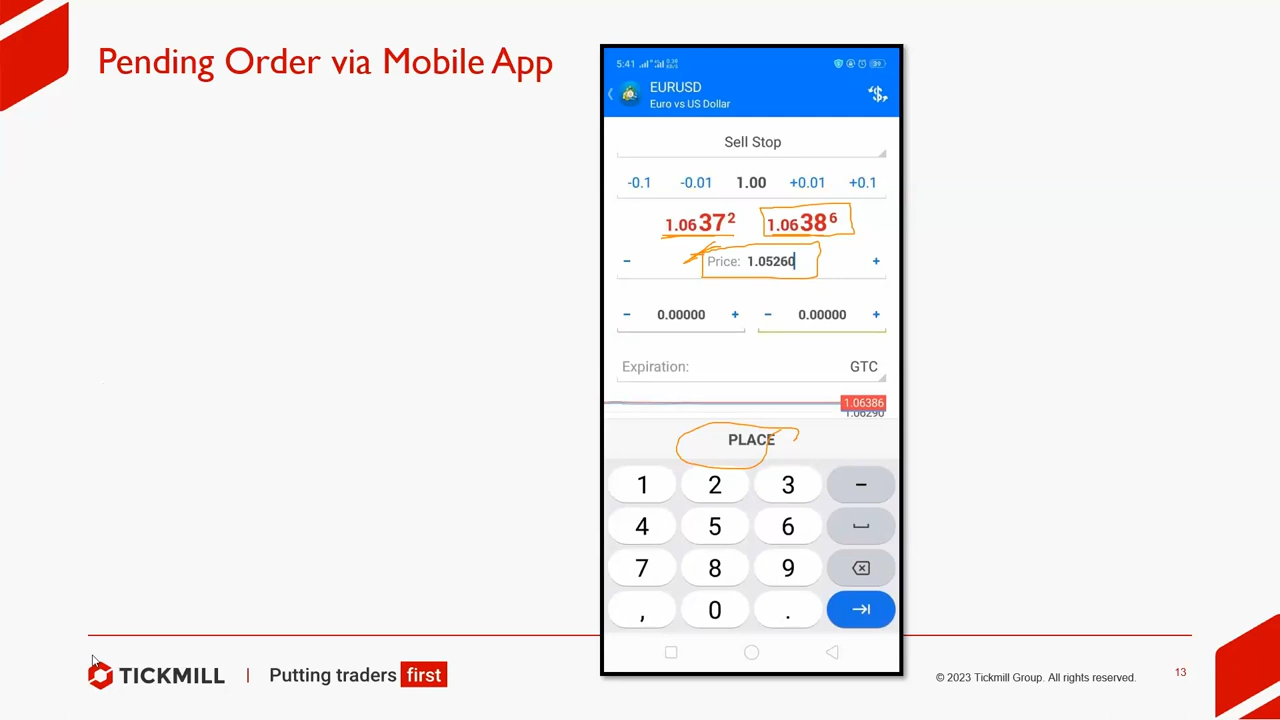 Pending Order via Mobile App
5:41
EURUSD
Euro vs US Dollar
Sell Stop
-0.1 -0.01 1.00 +0.01 +0.1
1.06372 1.06386
- Price: 1.05260 +
- 0.00000 + - 0.00000 +
Expiration: GTC
1.06386
1.06290
PLACE
1 2 3 -
4 5 6
7 8 9
, 0 .
TICKMILL | Putting traders first
© 2023 Tickmill Group. All rights reserved.
13